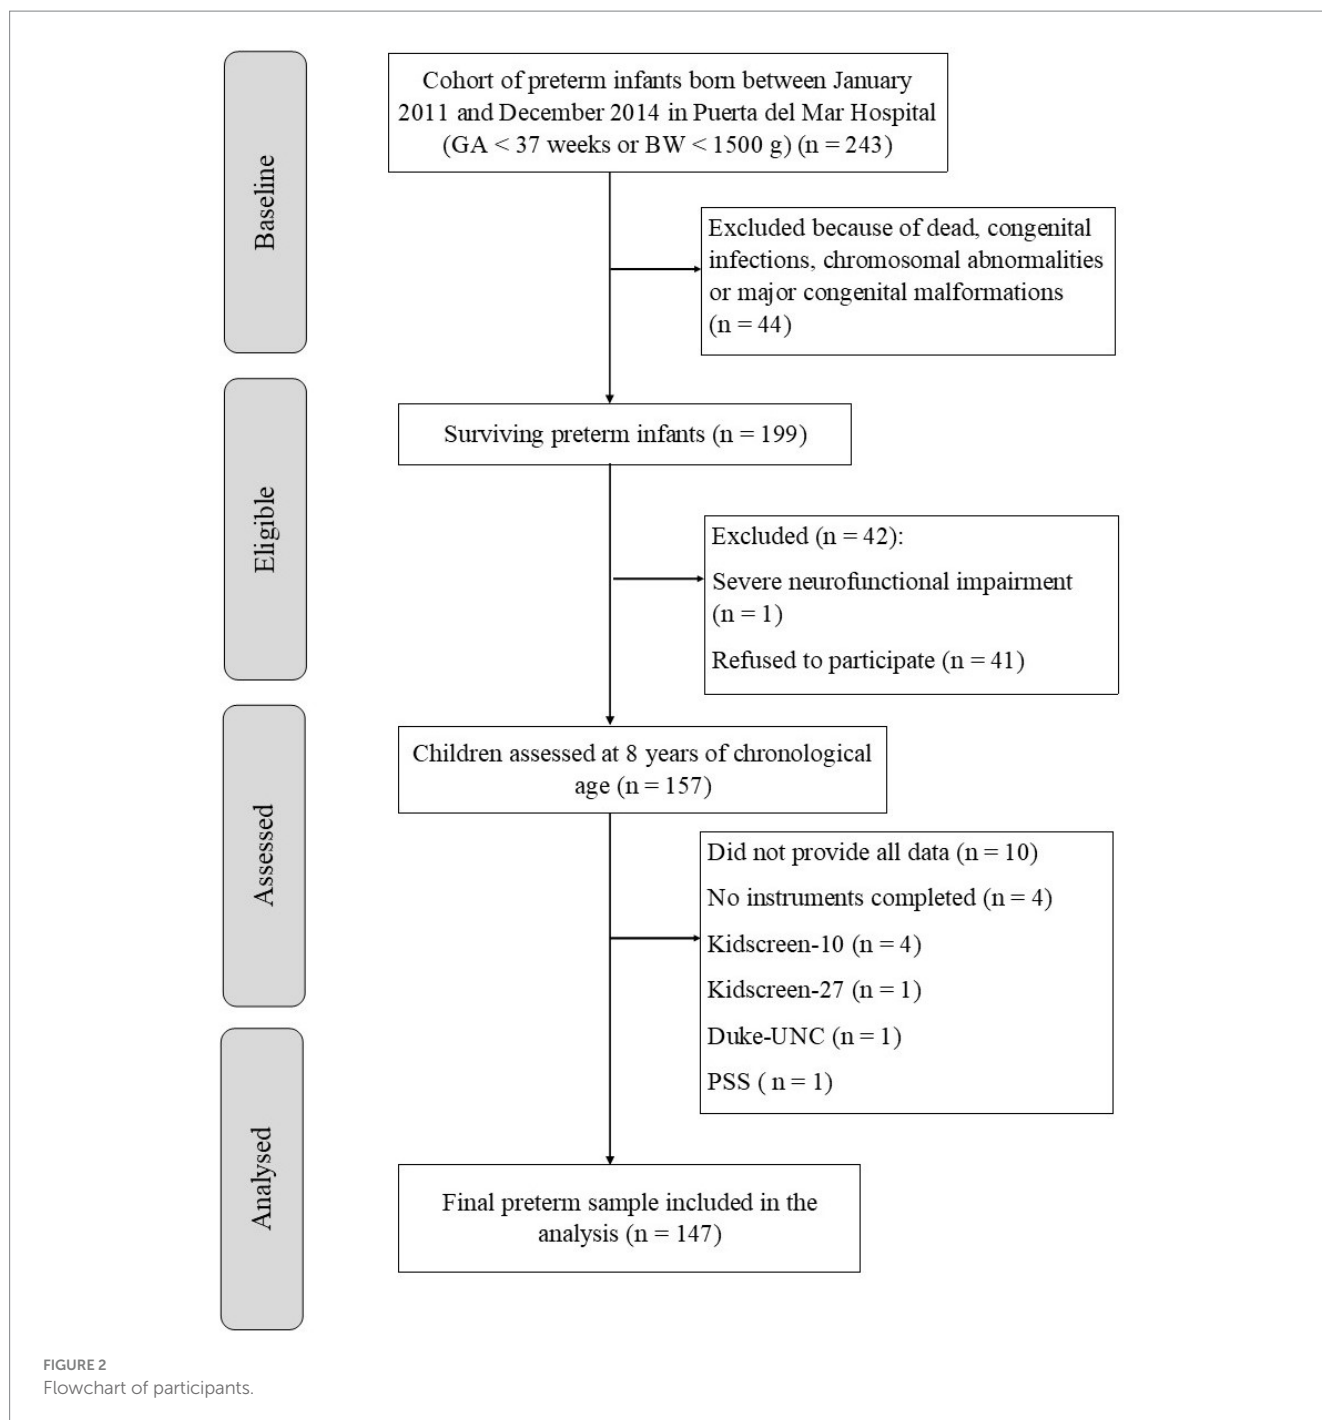 Baseline
Cohort of preterm infants born between January
2011 and December 2014 in Puerta del Mar Hospital
(GA < 37 weeks or BW < 1500 g) (n = 243)
Excluded because of dead, congenital
infections, chromosomal abnormalities
or major congenital malformations
(n = 44)
Eligible
Surviving preterm infants (n = 199)
Excluded (n = 42):
Severe neurofunctional impairment
(n = 1)
Refused to participate (n = 41)
Assessed
Children assessed at 8 years of chronological
age (n = 157)
Did not provide all data (n = 10)
No instruments completed (n = 4)
Kidscreen-10 (n = 4)
Kidscreen-27 (n = 1)
Duke-UNC (n = 1)
PSS ( n = 1)
Analysed
Final preterm sample included in the
analysis (n = 147)
FIGURE 2
Flowchart of participants.